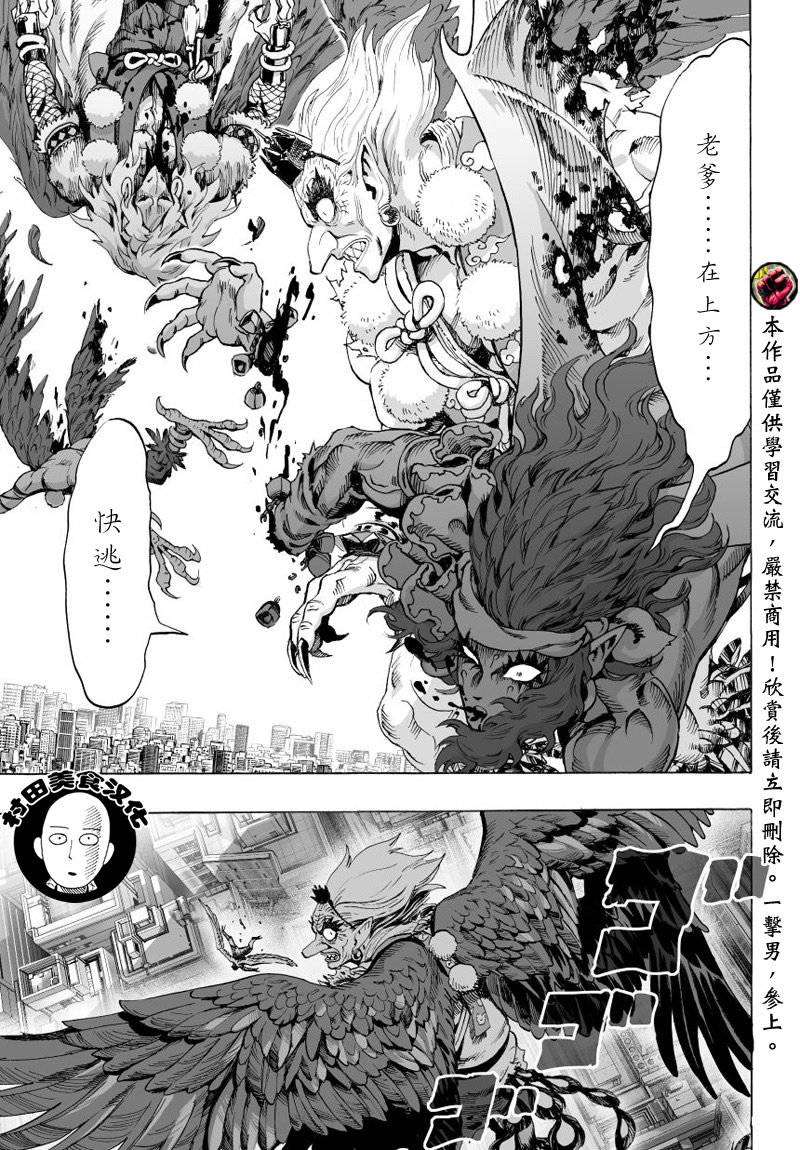 老爹……在上方…
快逃……
本作品僅供學習交流，嚴禁商用！欣賞後請立即刪除。一擊男，參上。
村田美食汉化
ゴゴゴ